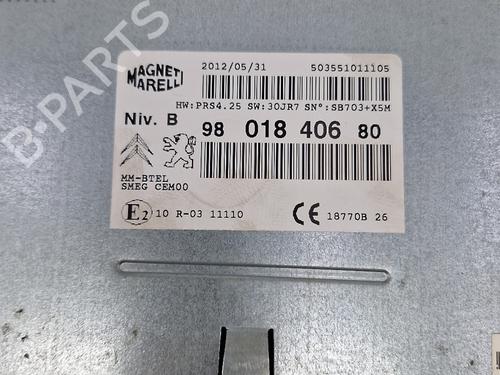 MAGNETI
MARELLI
2012/05/31 503551011105
HW:PRS4.25 SW:30JR7 SN°:SB703+X5M
Niv. B
98 018 406 80
MM-BTEL
SMEG CEM00
E2 10 R-03 11110
CE 18770B 26